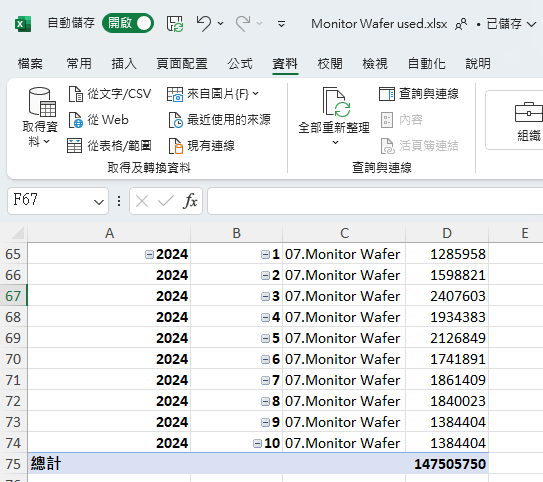 自動儲存 開啟 Monitor Wafer used.xlsx • 已儲存
檔案 常用 插入 頁面配置 公式 資料 校閱 檢視 自動化 說明
取得資料
從文字/CSV
從 Web
從表格/範圍
來自圖片{F}
最近使用的來源
現有連線
取得及轉換資料
全部重新整理
查詢與連線
內容
活頁簿連結
查詢與連線
組織
F67 fx
A B C D E
65 2024 1 07.Monitor Wafer 1285958
66 2024 2 07.Monitor Wafer 1598821
67 2024 3 07.Monitor Wafer 2407603
68 2024 4 07.Monitor Wafer 1934383
69 2024 5 07.Monitor Wafer 2126849
70 2024 6 07.Monitor Wafer 1741891
71 2024 7 07.Monitor Wafer 1861409
72 2024 8 07.Monitor Wafer 1840023
73 2024 9 07.Monitor Wafer 1384404
74 2024 10 07.Monitor Wafer 1384404
75 總計 147505750